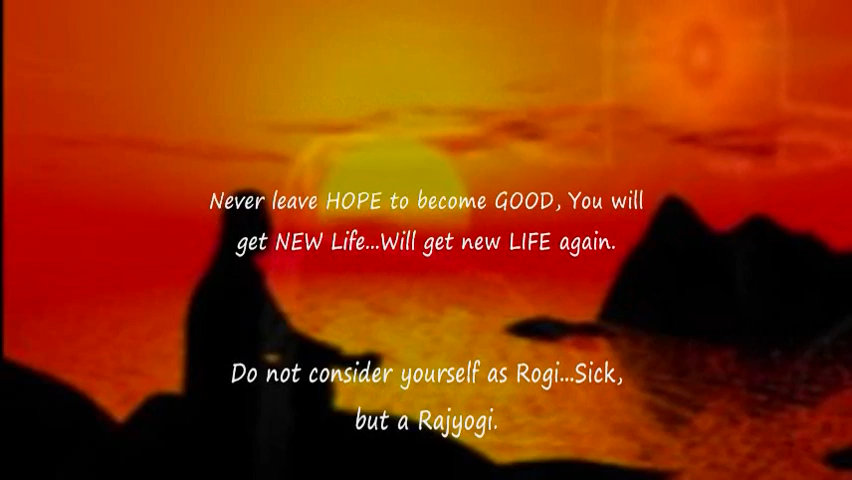 Never leave HOPE to become GOOD, You will
get NEW Life...Will get new LIFE again.
Do not consider yourself as Rogi...Sick,
but a Rajyogi.